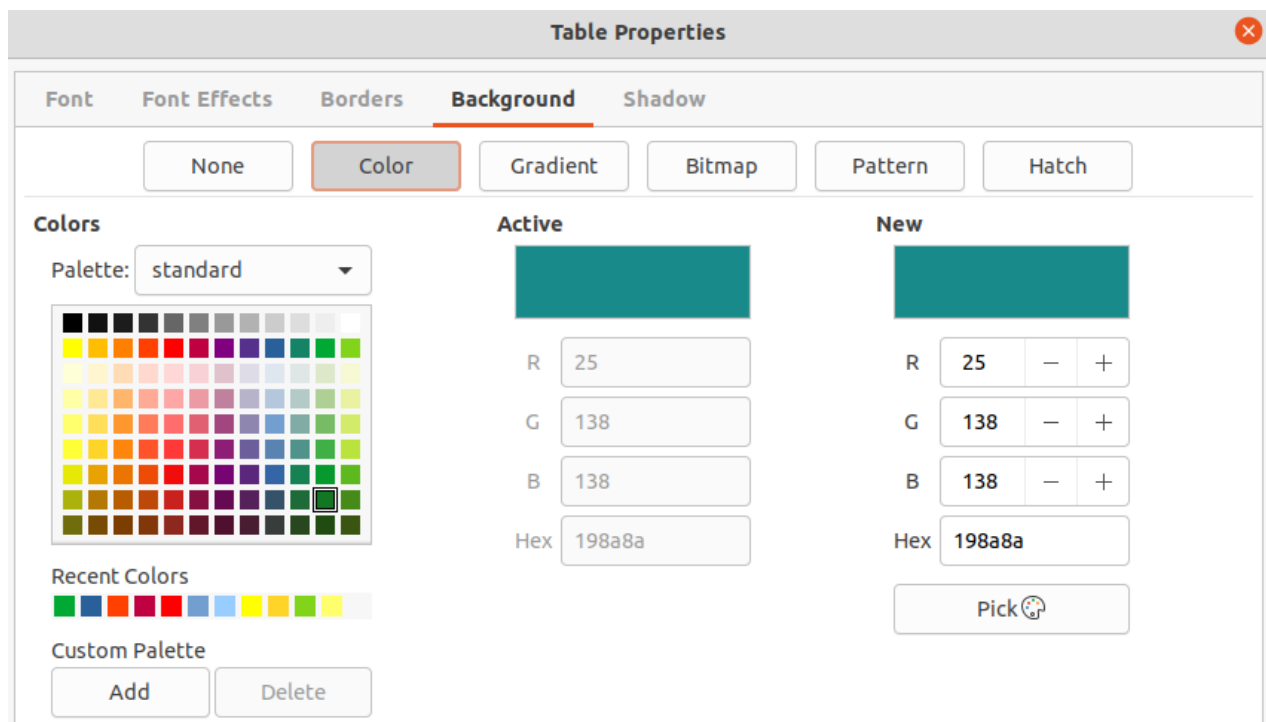 Table Properties
Font Font Effects Borders Background Shadow
None Color Gradient Bitmap Pattern Hatch
Colors Active New
Palette: standard
R 25 R 25 − +
G 138 G 138 − +
B 138 B 138 − +
Hex 198a8a Hex 198a8a
Recent Colors
Pick
Custom Palette
Add Delete